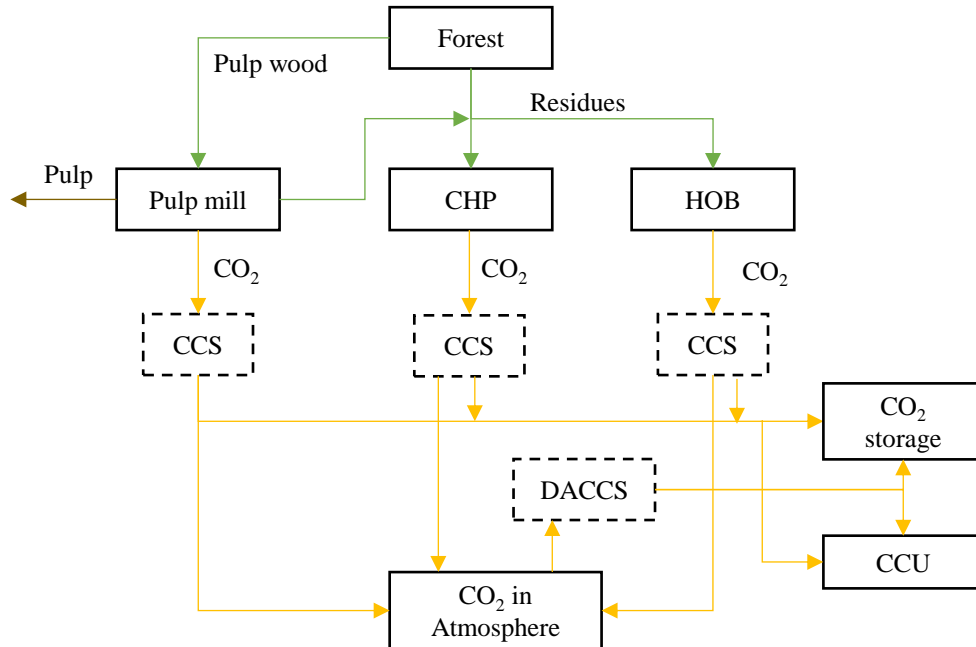 Forest
Pulp wood
Residues
Pulp
Pulp mill
CHP
HOB
CO₂
CO₂
CO₂
CCS
CCS
CCS
CO₂
storage
DACCS
CCU
CO₂ in
Atmosphere